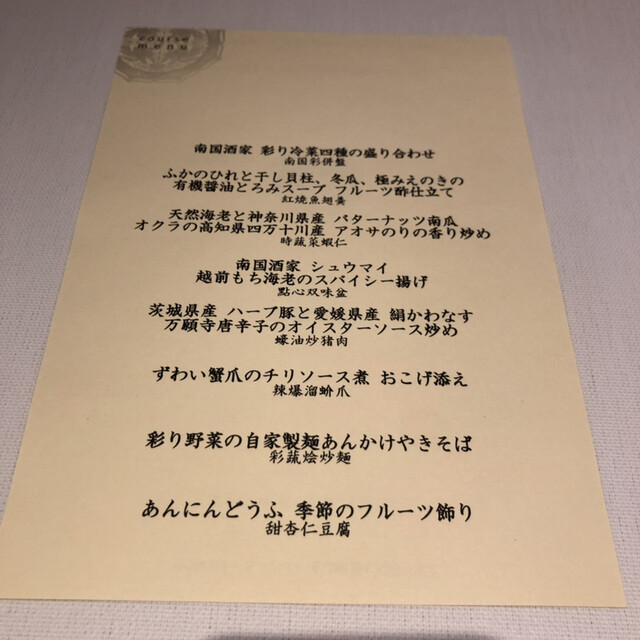 course
menu
南国酒家 彩り冷菜四種の盛り合わせ
南国彩併盤
ふかのひれと干し貝柱、冬瓜、極みえのきの
有機醤油とろみスープ フルーツ酢仕立て
紅焼魚翅羹
天然海老と神奈川県産 バターナッツ南瓜
オクラの高知県四万十川産 アオサのりの香り炒め
時蔬菜蝦仁
南国酒家 シュウマイ
越前もち海老のスパイシー揚げ
點心双味盆
茨城県産 ハーブ豚と愛媛県産 絹かわなす
万願寺唐辛子のオイスターソース炒め
蠔油炒猪肉
ずわい蟹爪のチリソース煮 おこげ添え
辣爆溜蚧爪
彩り野菜の自家製麺あんかけやきそば
彩蔬烩炒麺
あんにんどうふ 季節のフルーツ飾り
甜杏仁豆腐